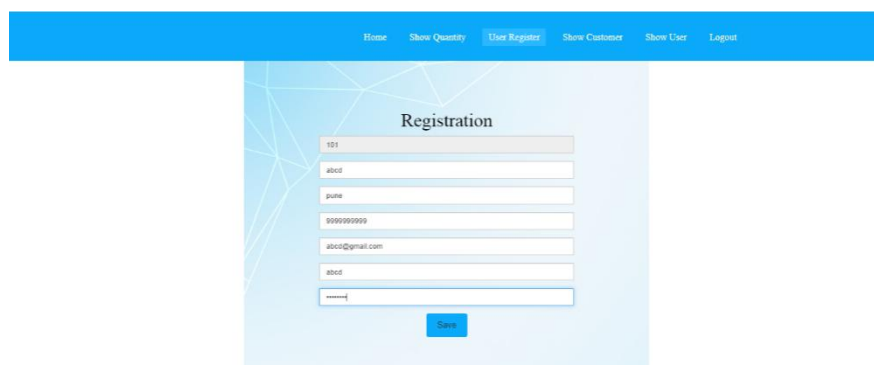 Home Show Quantity User Register Show Customer Show User Logout
Registration
101
abcd
pune
9999999999
abcd@gmail.com
abcd
••••••••
Save